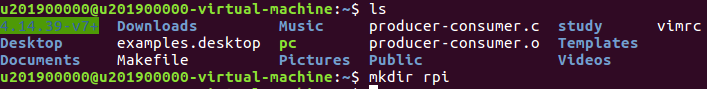 u201900000@u201900000-virtual-machine:~$ ls
4.14.39-v7+ Downloads Music producer-consumer.c study vimrc
Desktop examples.desktop pc producer-consumer.o Templates
Documents Makefile Pictures Public Videos
u201900000@u201900000-virtual-machine:~$ mkdir rpi